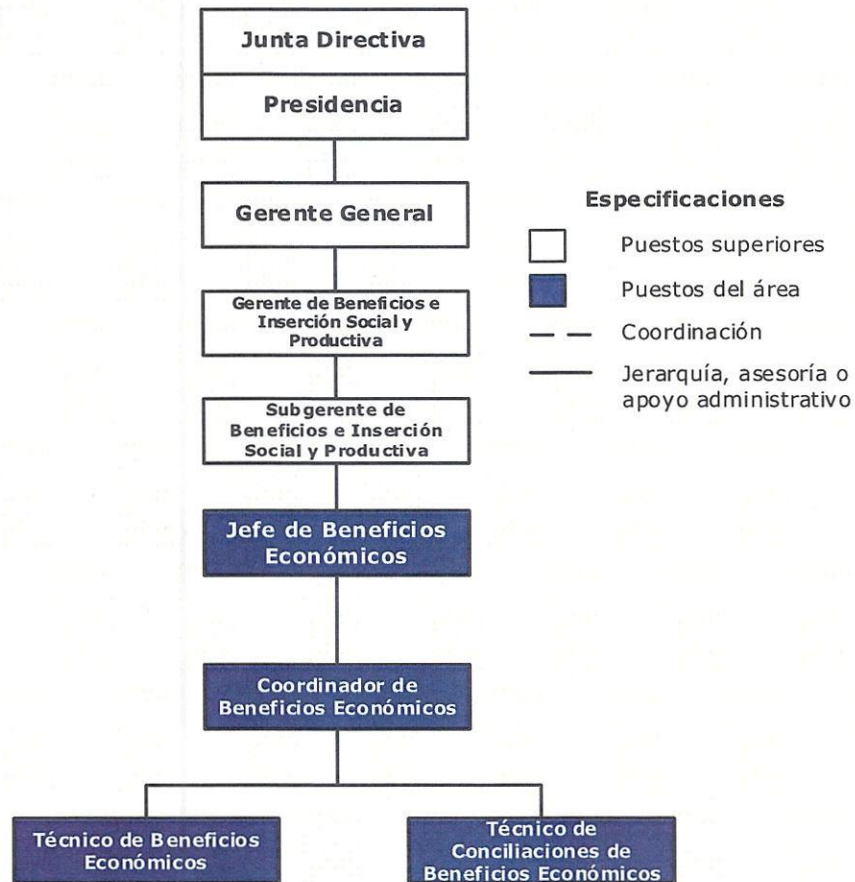 Junta Directiva
Presidencia
Gerente General
Gerente de Beneficios e
Inserción Social y
Productiva
Subgerente de
Beneficios e Inserción
Social y Productiva
Jefe de Beneficios
Económicos
Coordinador de
Beneficios Económicos
Técnico de Beneficios
Económicos
Técnico de
Conciliaciones de
Beneficios Económicos
Especificaciones
Puestos superiores
Puestos del área
Coordinación
Jerarquía, asesoría o
apoyo administrativo